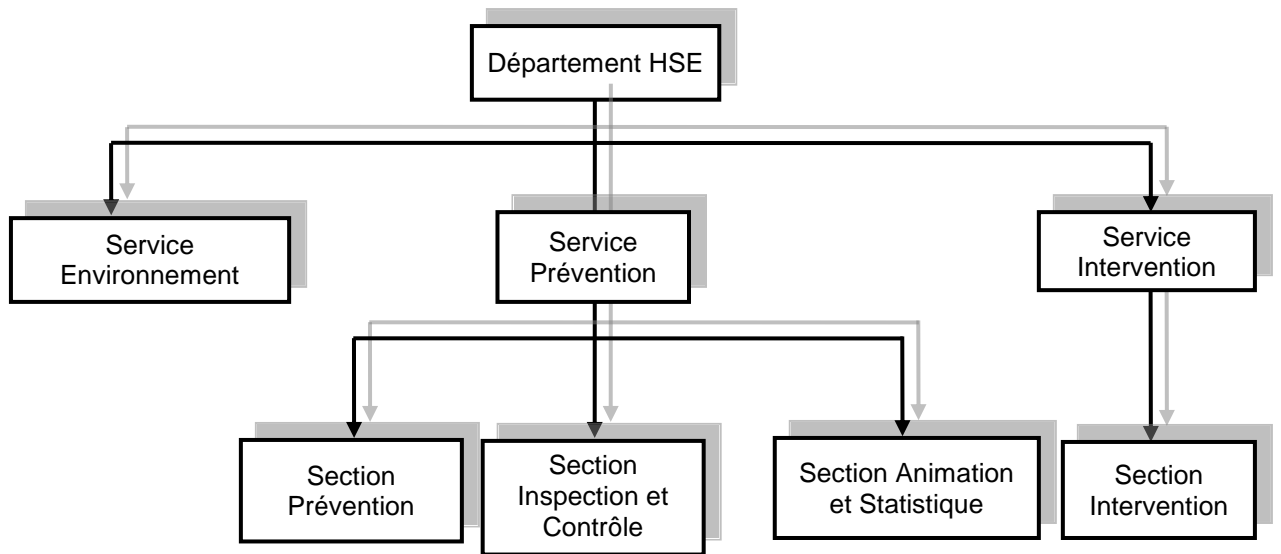 Département HSE
Service
Environnement
Service
Prévention
Service
Intervention
Section
Prévention
Section
Inspection et
Contrôle
Section Animation
et Statistique
Section
Intervention